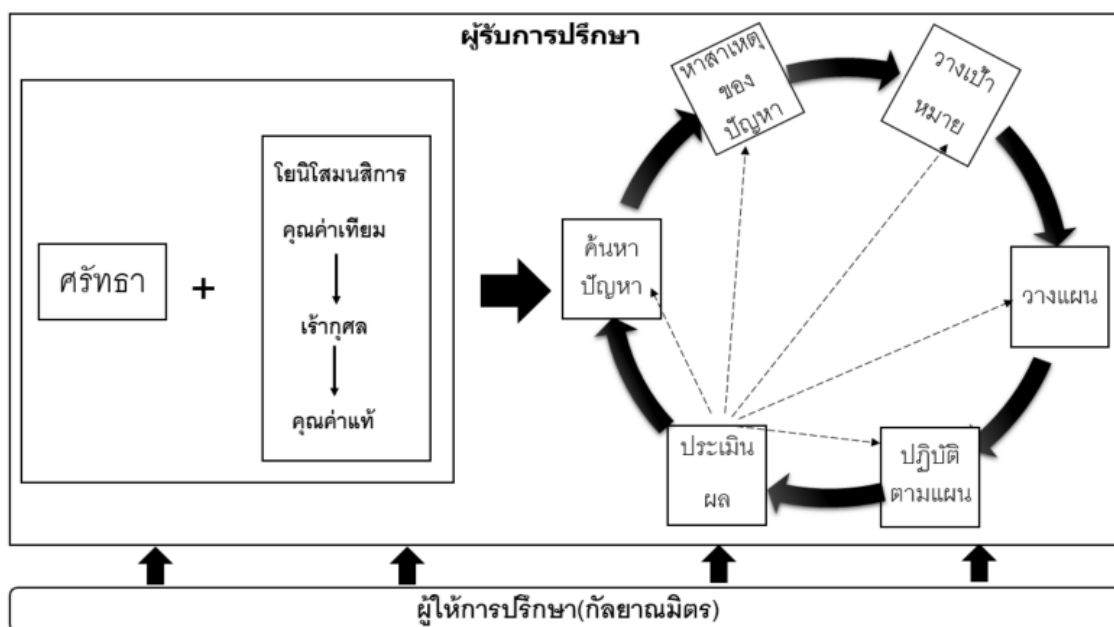 ผู้รับการปรึกษา
ศรัทธา
+
โยนิโสมนสิการ
คุณค่าเทียม
เร้ากุศล
คุณค่าแท้
ค้นหา
ปัญหา
หาสาเหตุ
ของ
ปัญหา
วางเป้า
หมาย
วางแผน
ปฏิบัติ
ตามแผน
ประเมิน
ผล
ผู้ให้การปรึกษา(กัลยาณมิตร)